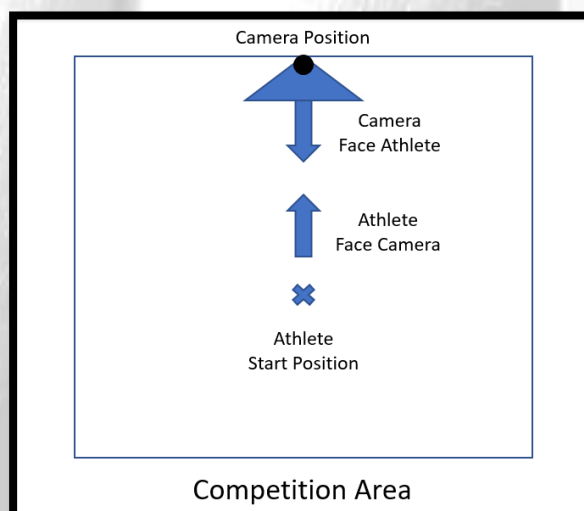 Camera Position
Camera
Face Athlete
Athlete
Face Camera
Athlete
Start Position
Competition Area